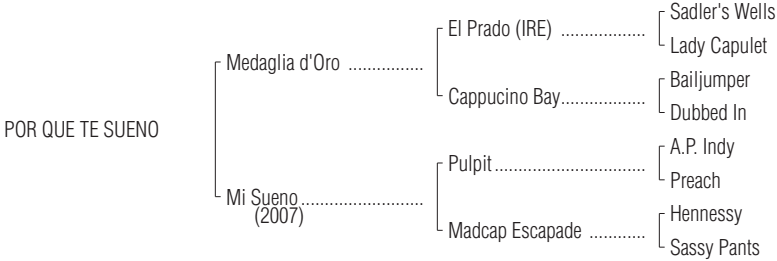 Sadler's Wells
El Prado (IRE) ..................
Lady Capulet
Medaglia d'Oro ................
Bailjumper
Cappucino Bay..................
Dubbed In
POR QUE TE SUENO
A.P. Indy
Pulpit................................
Preach
Mi Sueno..........................
(2007)
Hennessy
Madcap Escapade ............
Sassy Pants